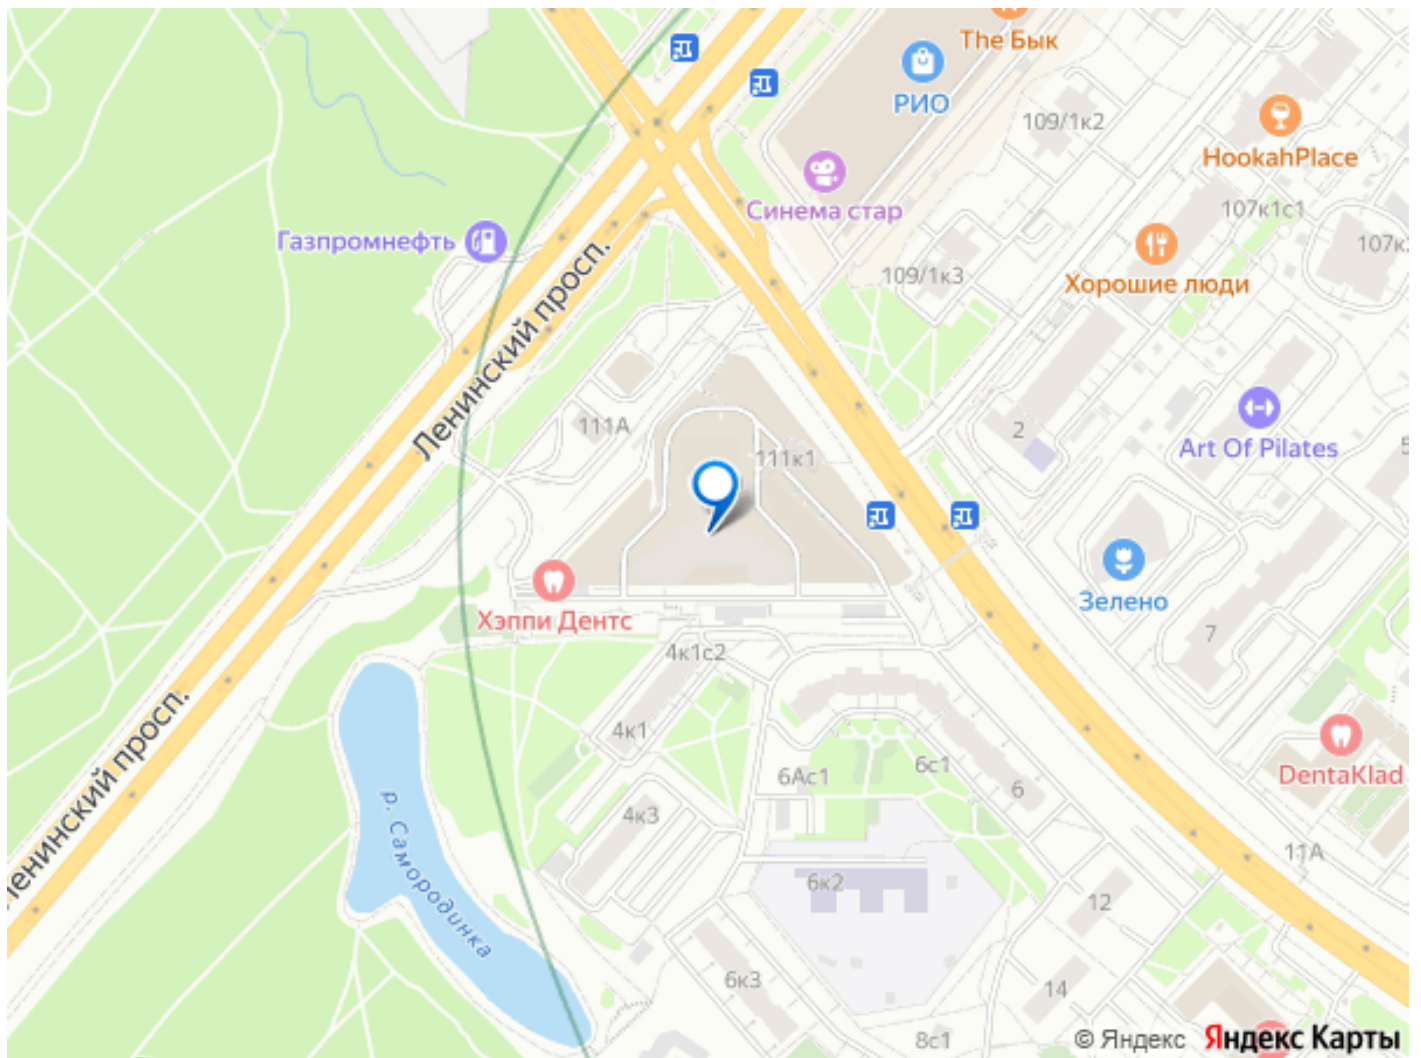 The Бык
РИО
109/1к2
HookahPlace
Синема стар
107к1с1
Газпромнефть
107к
109/1к3
Хорошие люди
Ленинский просп.
111А
2
111к1
Art Of Pilates
5
Зелено
Хэппи Дентс
7
4к1с2
4к1
Ленинский просп.
6Ас1
6с1
6
DentaKlad
4к3
р. Самородинка
11А
6к2
12
6к3
14
8с1
© Яндекс Яндекс Карты